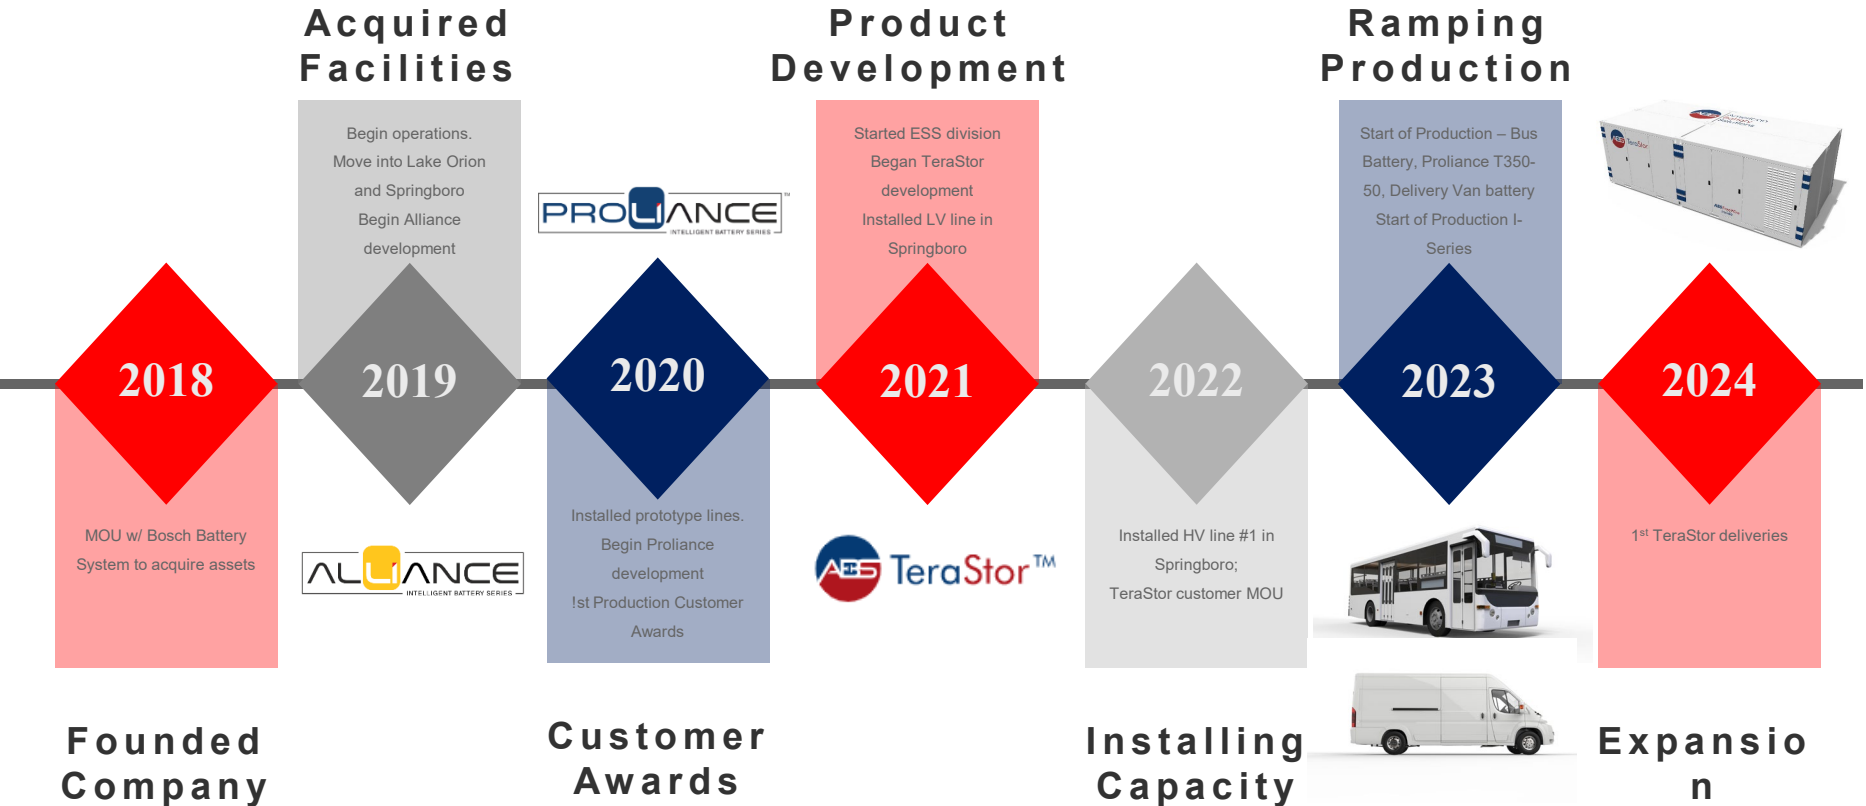 Acquired
Facilities
Begin operations.
Move into Lake Orion
and Springboro
Begin Alliance
development
2019
ALLIANCE
INTELLIGENT BATTERY SERIES
Product
Development
Started ESS division
Began TeraStor
development
Installed LV line in
Springboro
2021
ABS TeraStor™
Ramping
Production
Start of Production – Bus
Battery, Proliance T350-
50, Delivery Van battery
Start of Production I-
Series
2023
2018
MOU w/ Bosch Battery
System to acquire assets
Founded
Company
PROLIANCE™
INTELLIGENT BATTERY SERIES
2020
Installed prototype lines.
Begin Proliance
development
!st Production Customer
Awards
Customer
Awards
2022
Installed HV line #1 in
Springboro;
TeraStor customer MOU
Installing
Capacity
ABS TeraStor
2024
1st TeraStor deliveries
Expansio
n